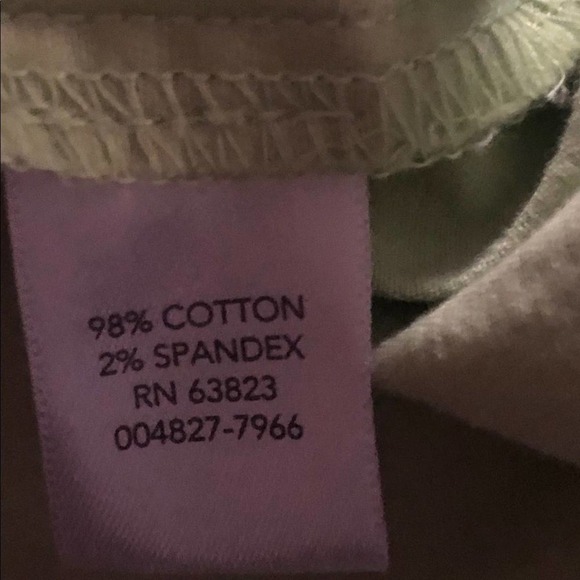 98% COTTON
2% SPANDEX
RN 63823
004827-7966